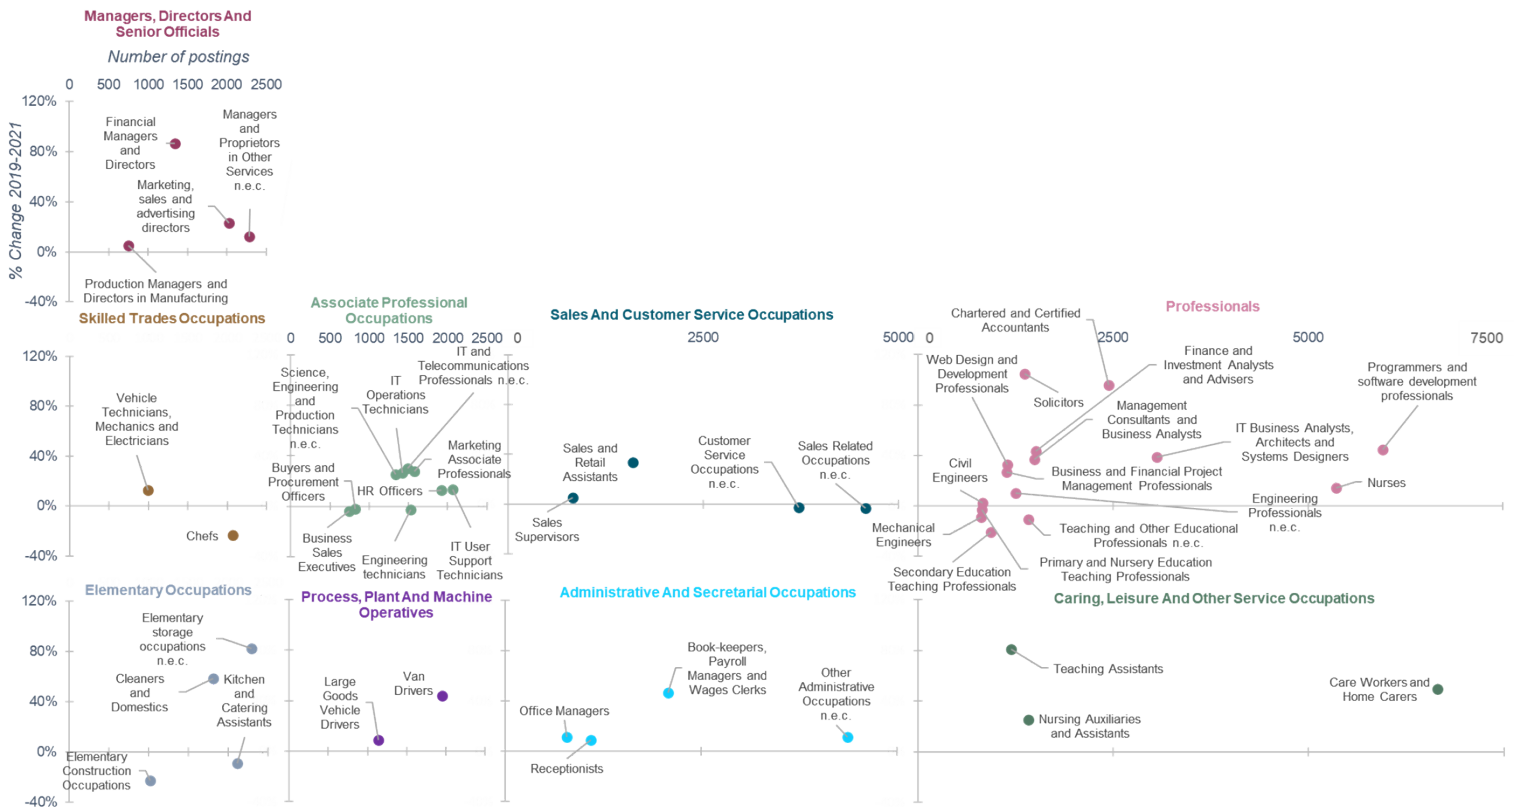 Managers, Directors And
Senior Officials
Number of postings
0 500 1000 1500 2000 2500
120%
80%
40%
0%
-40%
% Change 2019-2021
Financial
Managers
and
Directors
Managers
and
Proprietors
in Other
Services
n.e.c.
Marketing,
sales and
advertising
directors
Production Managers and
Directors in Manufacturing
Skilled Trades Occupations
120%
80%
40%
0%
-40%
Vehicle
Technicians,
Mechanics and
Electricians
Chefs
Associate Professional
Occupations
0 500 1000 1500 2000 2500
Science,
Engineering
and
Production
Technicians
n.e.c.
IT
Operations
Technicians
IT and
Telecommunications
Professionals n.e.c.
Marketing
Associate
Professionals
Buyers and
Procurement
Officers
HR Officers
Business
Sales
Executives
Engineering
technicians
IT User
Support
Technicians
Sales And Customer Service Occupations
0 2500 5000
Sales and
Retail
Assistants
Sales
Supervisors
Customer
Service
Occupations
n.e.c.
Sales Related
Occupations
n.e.c.
Professionals
0 2500 5000 7500
Chartered and Certified
Accountants
Web Design and
Development
Professionals
Solicitors
Finance and
Investment Analysts
and Advisers
Management
Consultants and
Business Analysts
Programmers and
software development
professionals
IT Business Analysts,
Architects and
Systems Designers
Civil
Engineers
Business and Financial Project
Management Professionals
Nurses
Engineering
Professionals
n.e.c.
Mechanical
Engineers
Teaching and Other Educational
Professionals n.e.c.
Secondary Education
Teaching Professionals
Primary and Nursery Education
Teaching Professionals
Elementary Occupations
120%
80%
40%
0%
-40%
Elementary
storage
occupations
n.e.c.
Cleaners
and
Domestics
Kitchen
and
Catering
Assistants
Elementary
Construction
Occupations
Process, Plant And Machine
Operatives
Large
Goods
Vehicle
Drivers
Van
Drivers
Administrative And Secretarial Occupations
Book-keepers,
Payroll
Managers and
Wages Clerks
Office Managers
Receptionists
Other
Administrative
Occupations
n.e.c.
Caring, Leisure And Other Service Occupations
Teaching Assistants
Nursing Auxiliaries
and Assistants
Care Workers and
Home Carers